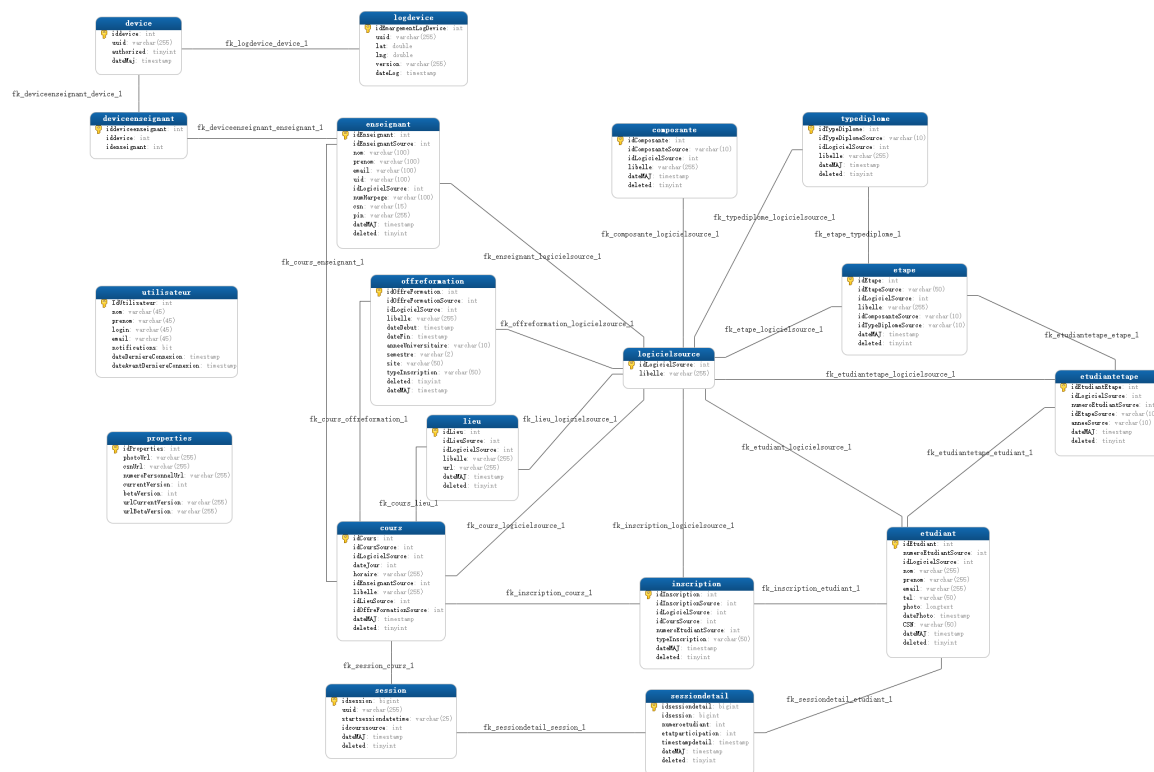 device
iddevice: int
uuid: varchar(255)
authorized: tinyint
dateMaj: timestamp
logdevice
idEmargementLogDevice: int
uuid: varchar(255)
lat: double
lng: double
version: varchar(255)
dateLog: timestamp
fk_logdevice_device_1
fk_deviceenseignant_device_1
deviceenseignant
iddeviceenseignant: int
iddevice: int
idenseignant: int
fk_deviceenseignant_enseignant_1
enseignant
idEnseignant: int
idEnseignantSource: int
nom: varchar(100)
prenom: varchar(100)
email: varchar(100)
uid: varchar(100)
idLogicielSource: int
numHarpege: varchar(100)
csn: varchar(15)
pin: varchar(255)
dateMAJ: timestamp
deleted: tinyint
composante
idComposante: int
idComposanteSource: varchar(10)
idLogicielSource: int
libelle: varchar(255)
dateMAJ: timestamp
deleted: tinyint
typediplome
idTypeDiplome: int
idTypeDiplomeSource: varchar(10)
idLogicielSource: int
libelle: varchar(255)
dateMAJ: timestamp
deleted: tinyint
fk_typediplome_logicielsource_1
fk_composante_logicielsource_1
fk_etape_typediplome_1
fk_enseignant_logicielsource_1
fk_cours_enseignant_1
utilisateur
IdUtilisateur: int
nom: varchar(45)
prenom: varchar(45)
login: varchar(45)
email: varchar(45)
notifications: bit
dateDerniereConnexion: timestamp
dateAvantDerniereConnexion: timestamp
offreformation
idOffreFormation: int
idOffreFormationSource: int
idLogicielSource: int
libelle: varchar(255)
dateDebut: timestamp
dateFin: timestamp
anneeUniversitaire: varchar(10)
semestre: varchar(2)
site: varchar(50)
typeInscription: varchar(50)
deleted: tinyint
dateMAJ: timestamp
fk_offreformation_logicielsource_1
etape
idEtape: int
idEtapeSource: varchar(50)
idLogicielSource: int
libelle: varchar(255)
idComposanteSource: varchar(10)
idTypeDiplomeSource: varchar(10)
dateMAJ: timestamp
deleted: tinyint
fk_etape_logicielsource_1
fk_etudiantetape_etape_1
logicielsource
idLogicielSource: int
libelle: varchar(255)
fk_etudiantetape_logicielsource_1
etudiantetape
idEtudiantEtape: int
idLogicielSource: int
numeroEtudiantSource: int
idEtapeSource: varchar(10
anneeSource: varchar(10)
dateMAJ: timestamp
deleted: tinyint
fk_cours_offreformation_1
lieu
idLieu: int
idLieuSource: int
idLogicielSource: int
libelle: varchar(255)
url: varchar(255)
dateMAJ: timestamp
deleted: tinyint
fk_lieu_logicielsource_1
fk_etudiant_logicielsource_1
fk_etudiantetape_etudiant_1
properties
idProperties: int
photoUrl: varchar(255)
csnUrl: varchar(255)
numeroPersonnelUrl: varchar(255)
currentVersion: int
betaVersion: int
urlCurrentVersion: varchar(255)
urlBetaVersion: varchar(255)
fk_cours_lieu_1
fk_cours_logicielsource_1
fk_inscription_logicielsource_1
cours
idCours: int
idCoursSource: int
idLogicielSource: int
dateJour: int
horaire: varchar(255)
idEnseignantSource: int
libelle: varchar(255)
idLieuSource: int
idOffreFormationSource: int
dateMAJ: timestamp
deleted: tinyint
fk_inscription_cours_1
inscription
idInscription: int
idInscriptionSource: int
idLogicielSource: int
idCoursSource: int
numeroEtudiantSource: int
typeInscription: varchar(50)
dateMAJ: timestamp
deleted: tinyint
fk_inscription_etudiant_1
etudiant
idEtudiant: int
numeroEtudiantSource: int
idLogicielSource: int
nom: varchar(255)
prenom: varchar(255)
email: varchar(255)
tel: varchar(50)
photo: longtext
datePhoto: timestamp
CSN: varchar(50)
dateMAJ: timestamp
deleted: tinyint
fk_session_cours_1
session
idsession: bigint
uuid: varchar(255)
startsessiondatetime: varchar(25)
idcourssource: int
dateMAJ: timestamp
deleted: tinyint
fk_sessiondetail_session_1
sessiondetail
idsessiondetail: bigint
idsession: bigint
numeroetudiant: int
etatparticipation: int
timestampdetail: timestamp
dateMAJ: timestamp
deleted: tinyint
fk_sessiondetail_etudiant_1